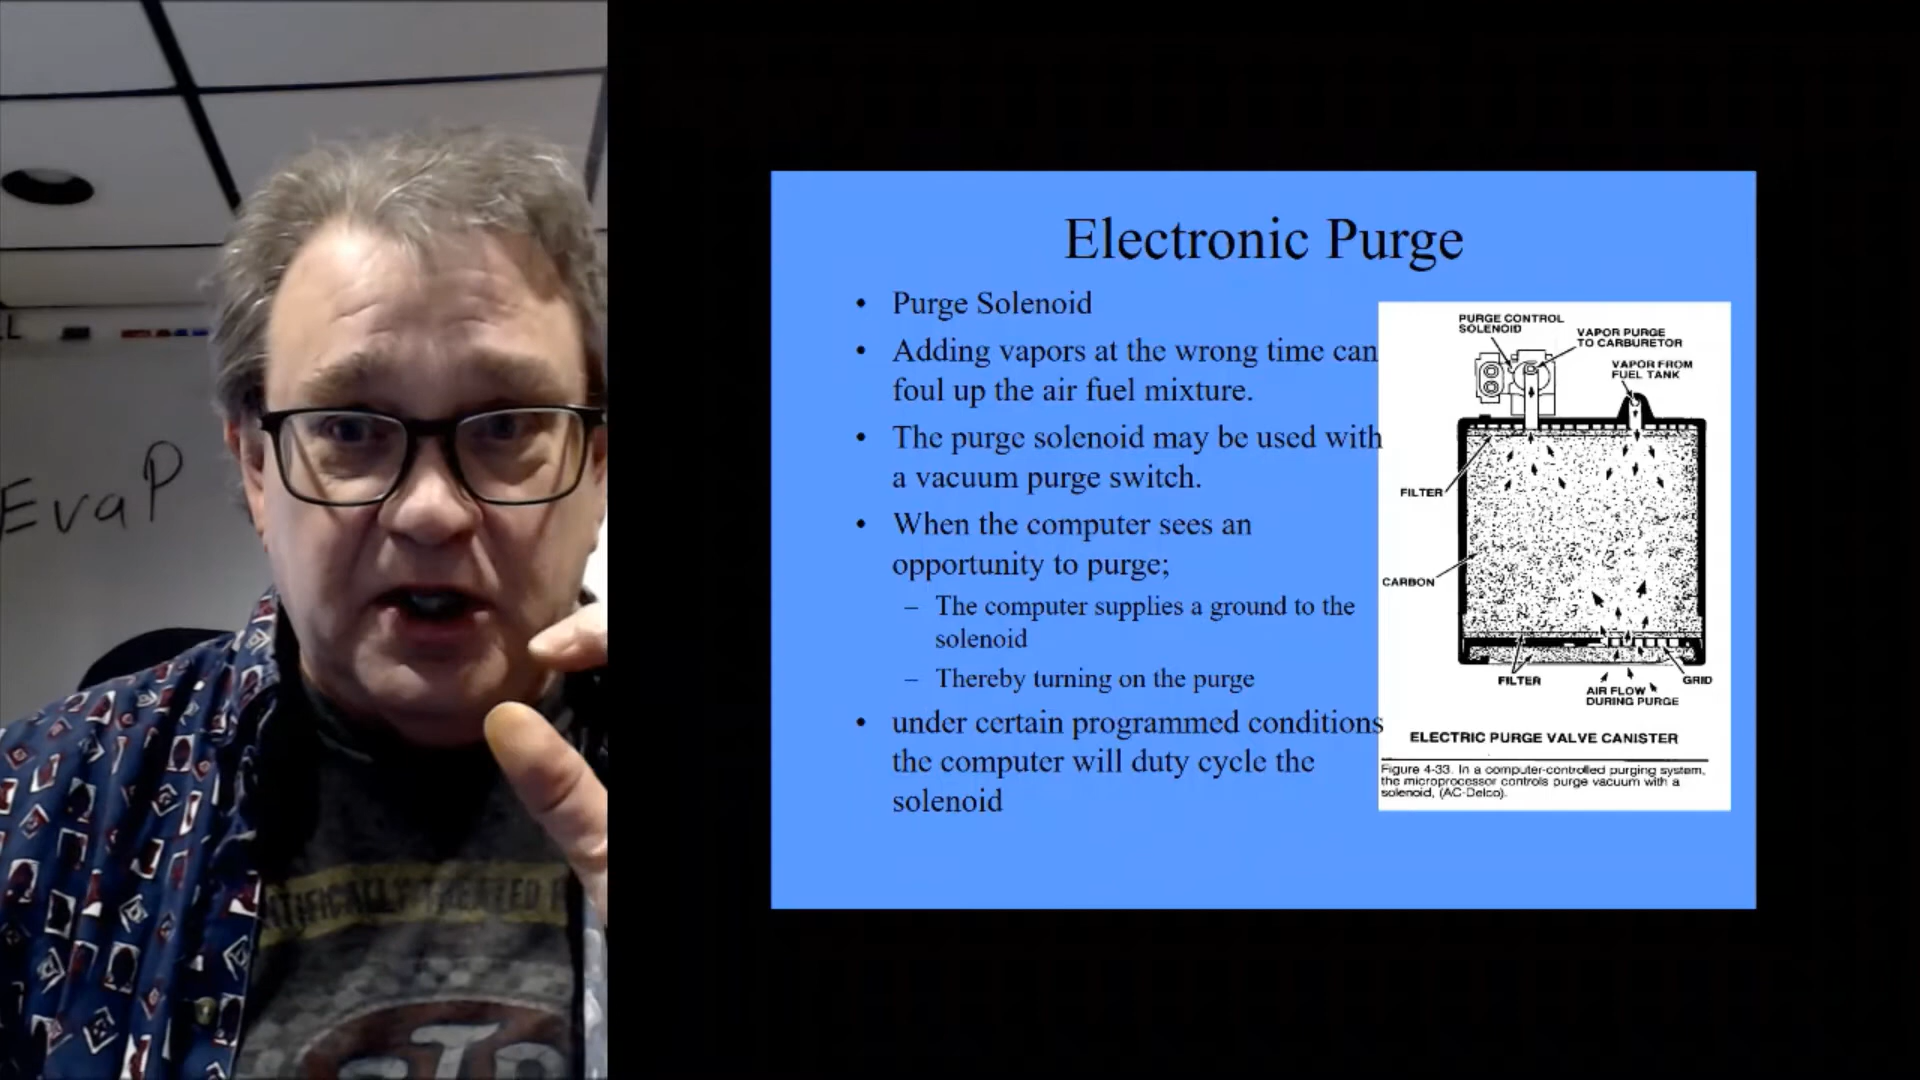 EvaP
STP
Electronic Purge
• Purge Solenoid
• Adding vapors at the wrong time can
foul up the air fuel mixture.
• The purge solenoid may be used with
a vacuum purge switch.
• When the computer sees an
opportunity to purge;
– The computer supplies a ground to the
solenoid
– Thereby turning on the purge
• under certain programmed conditions
the computer will duty cycle the
solenoid
PURGE CONTROL
SOLENOID
VAPOR PURGE
TO CARBURETOR
VAPOR FROM
FUEL TANK
FILTER
CARBON
FILTER
AIR FLOW
DURING PURGE
GRID
ELECTRIC PURGE VALVE CANISTER
Figure 4-33. In a computer-controlled purging system,
the microprocessor controls purge vacuum with a
solenoid, (AC-Delco).